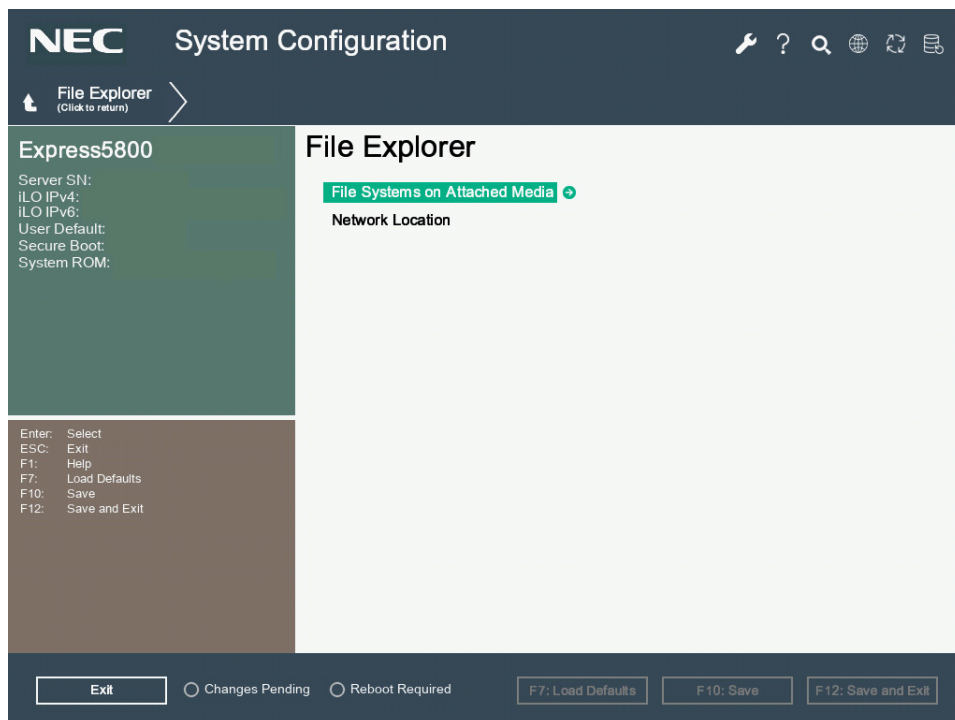 NEC System Configuration
?
File Explorer
(Click to return)
Express5800
Server SN:
iLO IPv4:
iLO IPv6:
User Default:
Secure Boot:
System ROM:
File Explorer
File Systems on Attached Media
Network Location
Enter: Select
ESC: Exit
F1: Help
F7: Load Defaults
F10: Save
F12: Save and Exit
Exit
Changes Pending
Reboot Required
F7: Load Defaults
F10: Save
F12: Save and Exit